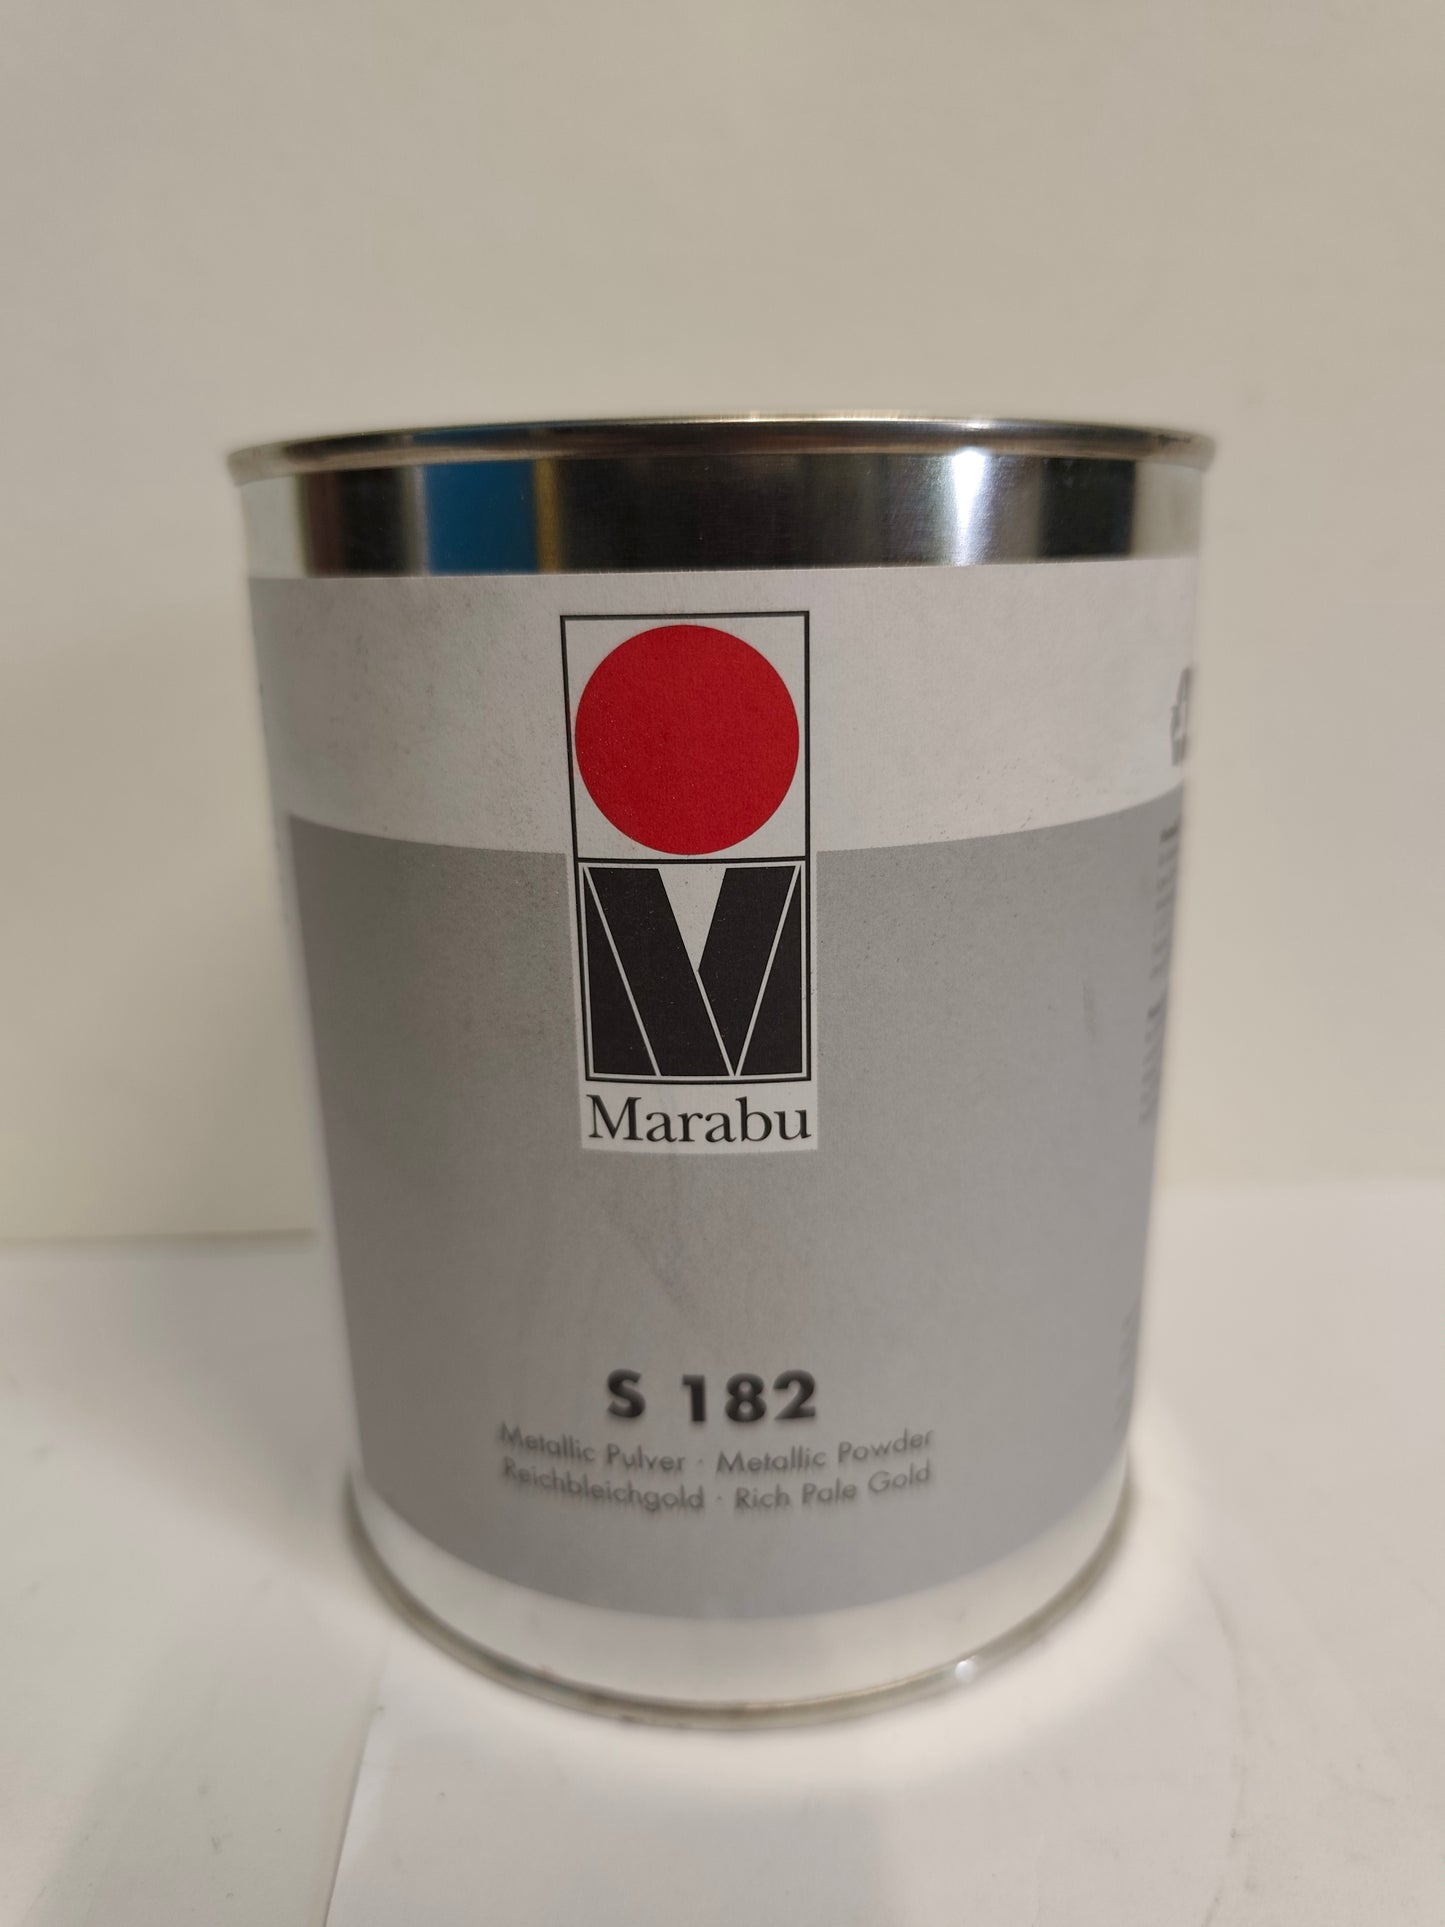 Marabu
S 182
Metallic Pulver · Metallic Powder
Reichbleichgold · Rich Pale Gold